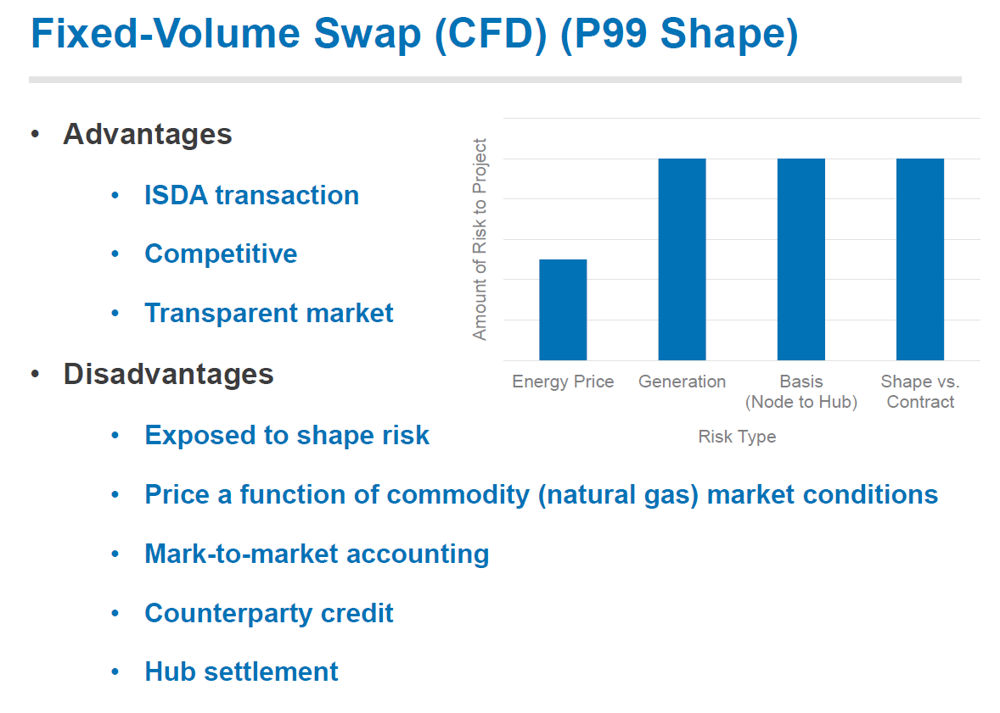 Fixed-Volume Swap (CFD) (P99 Shape)
• Advantages
• ISDA transaction
• Competitive
• Transparent market
• Disadvantages
• Exposed to shape risk
• Price a function of commodity (natural gas) market conditions
• Mark-to-market accounting
• Counterparty credit
• Hub settlement
Amount of Risk to Project
Energy Price
Generation
Basis
(Node to Hub)
Shape vs.
Contract
Risk Type